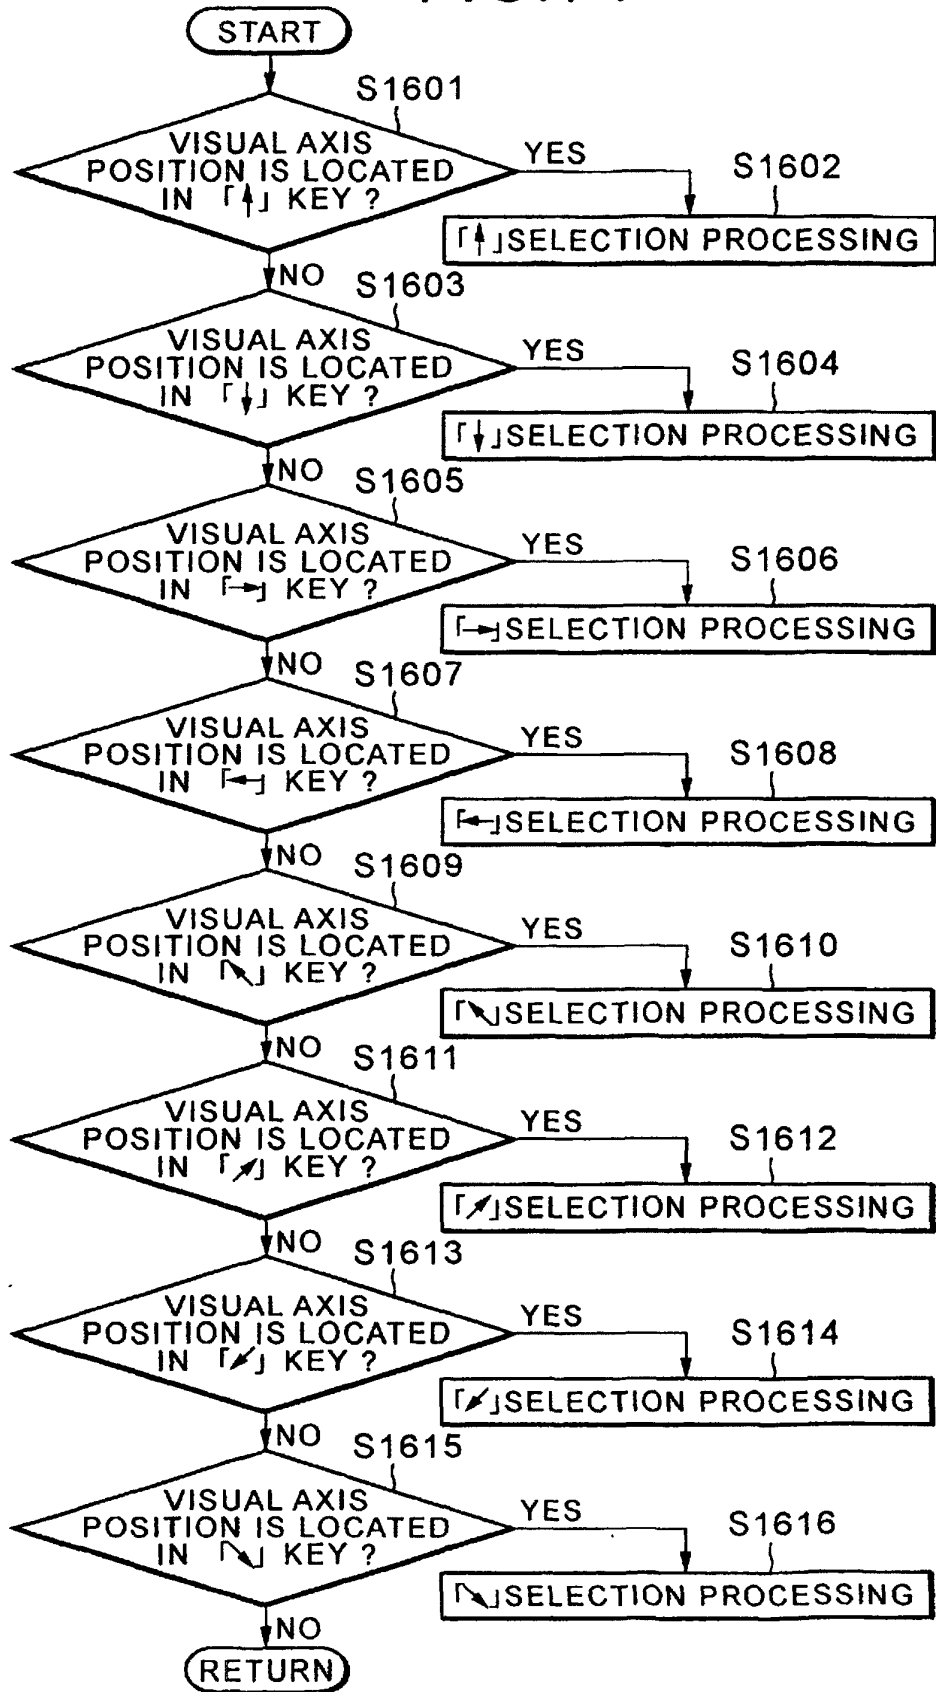 START
S1601
VISUAL AXIS
POSITION IS LOCATED
IN 「↑」 KEY ?
YES
S1602
「↑」SELECTION PROCESSING
NO
S1603
VISUAL AXIS
POSITION IS LOCATED
IN 「↓」 KEY ?
YES
S1604
「↓」SELECTION PROCESSING
NO
S1605
VISUAL AXIS
POSITION IS LOCATED
IN 「→」 KEY ?
YES
S1606
「→」SELECTION PROCESSING
NO
S1607
VISUAL AXIS
POSITION IS LOCATED
IN 「←」 KEY ?
YES
S1608
「←」SELECTION PROCESSING
NO
S1609
VISUAL AXIS
POSITION IS LOCATED
IN 「↖」 KEY ?
YES
S1610
「↖」SELECTION PROCESSING
NO
S1611
VISUAL AXIS
POSITION IS LOCATED
IN 「↗」 KEY ?
YES
S1612
「↗」SELECTION PROCESSING
NO
S1613
VISUAL AXIS
POSITION IS LOCATED
IN 「↙」 KEY ?
YES
S1614
「↙」SELECTION PROCESSING
NO
S1615
VISUAL AXIS
POSITION IS LOCATED
IN 「↘」 KEY ?
YES
S1616
「↘」SELECTION PROCESSING
NO
RETURN